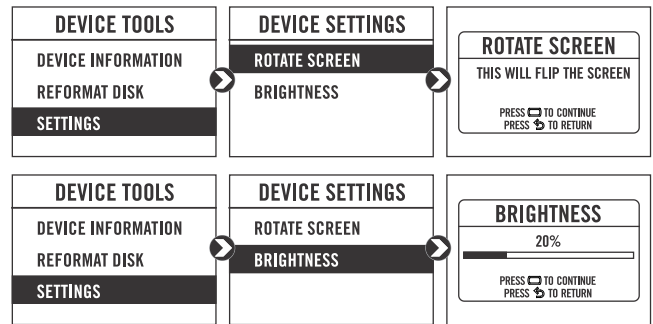 DEVICE TOOLS
DEVICE INFORMATION
REFORMAT DISK
SETTINGS
DEVICE SETTINGS
ROTATE SCREEN
BRIGHTNESS
ROTATE SCREEN
THIS WILL FLIP THE SCREEN
PRESS TO CONTINUE
PRESS TO RETURN
DEVICE TOOLS
DEVICE INFORMATION
REFORMAT DISK
SETTINGS
DEVICE SETTINGS
ROTATE SCREEN
BRIGHTNESS
BRIGHTNESS
20%
PRESS TO CONTINUE
PRESS TO RETURN